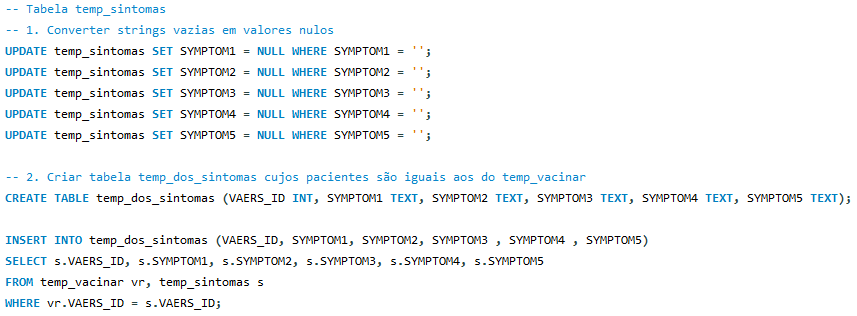 -- Tabela temp_sintomas
-- 1. Converter strings vazias em valores nulos
UPDATE temp_sintomas SET SYMPTOM1 = NULL WHERE SYMPTOM1 = '';
UPDATE temp_sintomas SET SYMPTOM2 = NULL WHERE SYMPTOM2 = '';
UPDATE temp_sintomas SET SYMPTOM3 = NULL WHERE SYMPTOM3 = '';
UPDATE temp_sintomas SET SYMPTOM4 = NULL WHERE SYMPTOM4 = '';
UPDATE temp_sintomas SET SYMPTOM5 = NULL WHERE SYMPTOM5 = '';
-- 2. Criar tabela temp_dos_sintomas cujos pacientes são iguais aos do temp_vacinar
CREATE TABLE temp_dos_sintomas (VAERS_ID INT, SYMPTOM1 TEXT, SYMPTOM2 TEXT, SYMPTOM3 TEXT, SYMPTOM4 TEXT, SYMPTOM5 TEXT);
INSERT INTO temp_dos_sintomas (VAERS_ID, SYMPTOM1, SYMPTOM2, SYMPTOM3 , SYMPTOM4 , SYMPTOM5)
SELECT s.VAERS_ID, s.SYMPTOM1, s.SYMPTOM2, s.SYMPTOM3, s.SYMPTOM4, s.SYMPTOM5
FROM temp_vacinar vr, temp_sintomas s
WHERE vr.VAERS_ID = s.VAERS_ID;